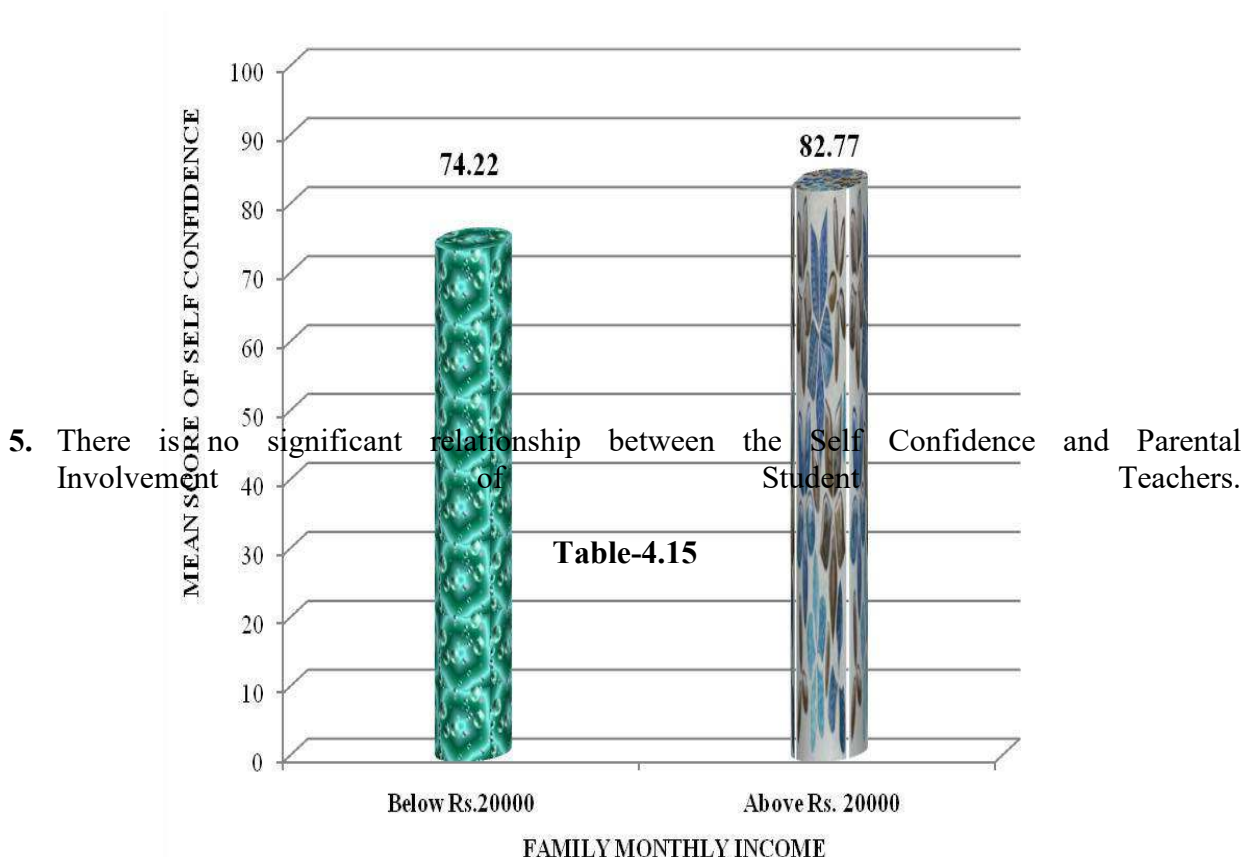 100
90
80
70
60
50
40
30
20
10
0
MEAN SCORE OF SELF CONFIDENCE
74.22
82.77
5. There is no significant relationship between the Self Confidence and Parental
Involvement of Student Teachers.
Table-4.15
Below Rs.20000
Above Rs. 20000
FAMILY MONTHLY INCOME